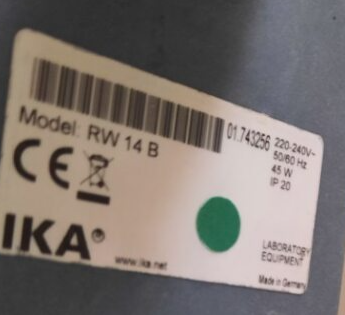 01.743256
220-240V~
50/60 Hz
45 W
IP 20
Model: RW 14 B
CE
IKA®
www.ika.net
LABORATORY
EQUIPMENT
Made in Germany